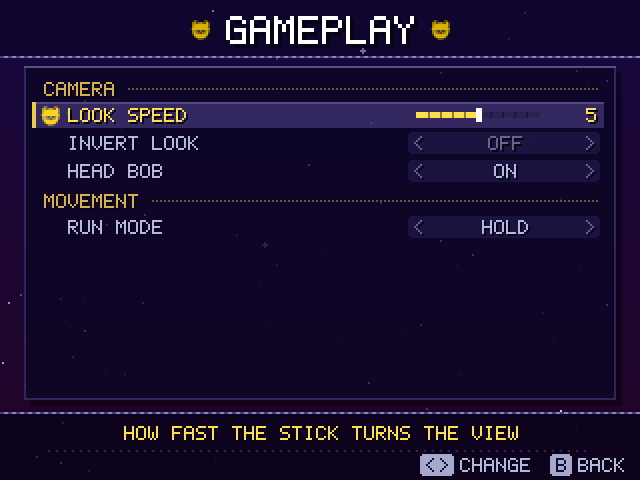 GAMEPLAY
CAMERA
LOOK SPEED 5
INVERT LOOK < OFF >
HEAD BOB < ON >
MOVEMENT
RUN MODE < HOLD >
HOW FAST THE STICK TURNS THE VIEW
<> CHANGE B BACK